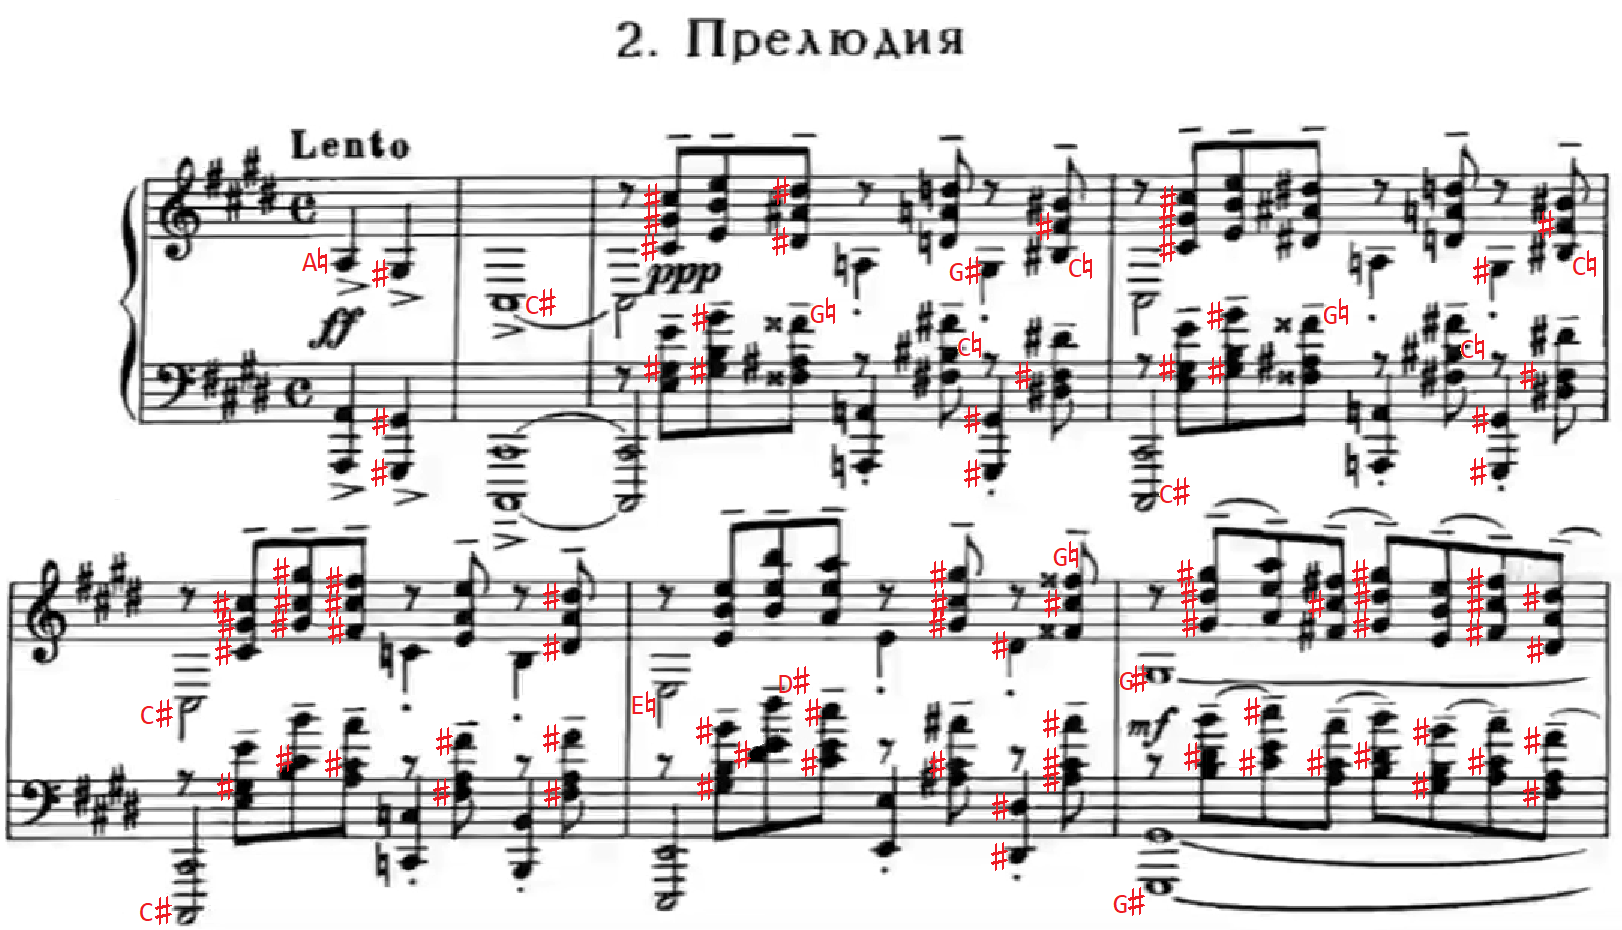 2. Прелюдия
Lento
A♮ # G# C♮ C♮
ff C# ppp
G♮ G♮
C♮ C♮
C#
G♮
C# E♮ D# G#
mf
C# G#